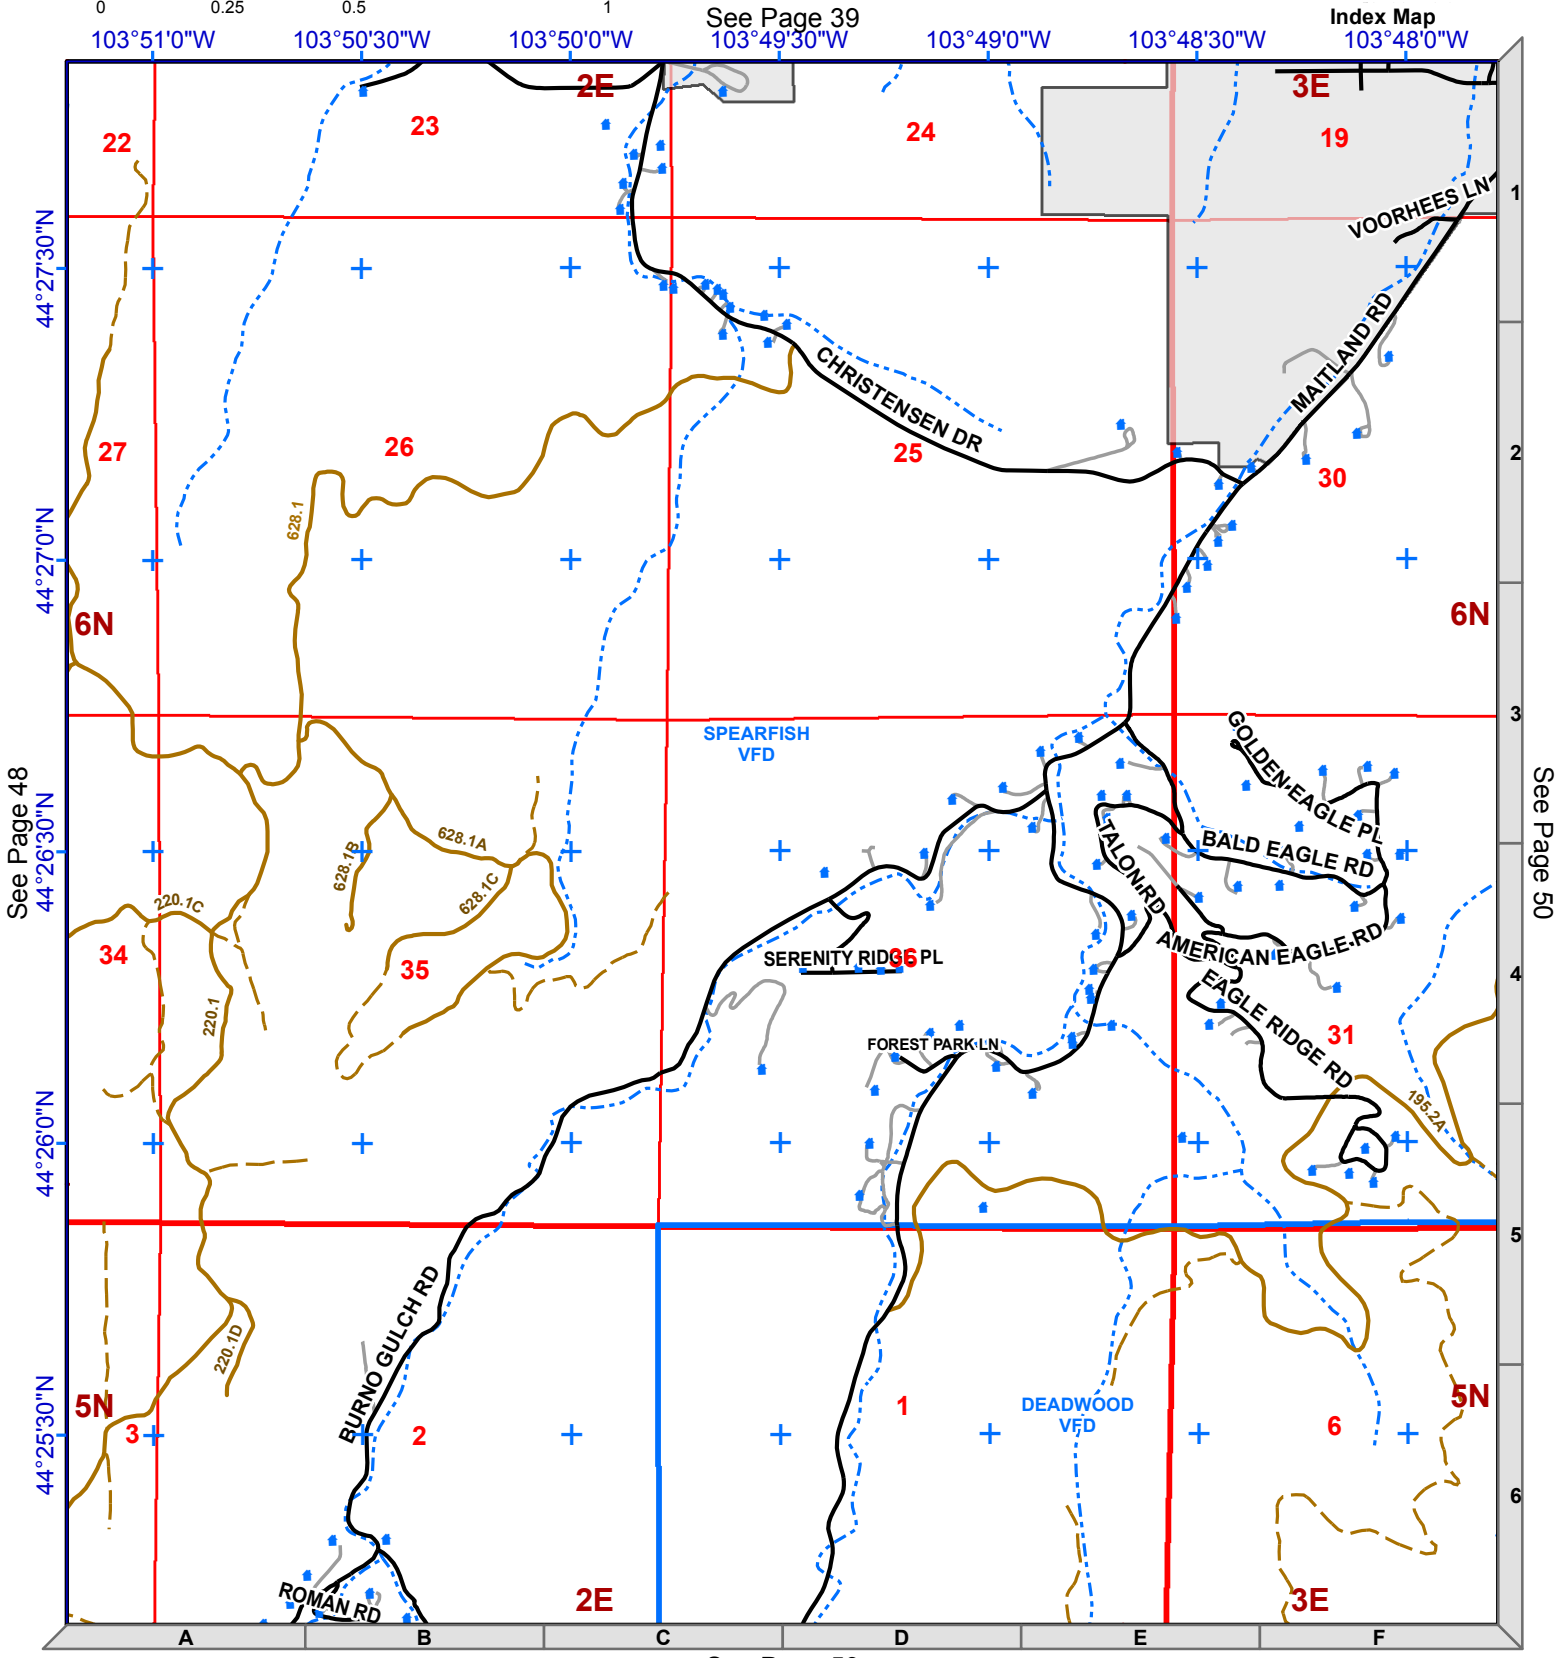 0 0.25 0.5 1
See Page 39
Index Map
103°51'0"W 103°50'30"W 103°50'0"W 103°49'30"W 103°49'0"W 103°48'30"W 103°48'0"W
2E
3E
22
23
24
19
1
VOORHEES LN
44°27'30"N
MAITLAND RD
CHRISTENSEN DR
27
26
25
30
2
628.1
44°27'0"N
6N
6N
3
SPEARFISH
VFD
GOLDEN EAGLE PL
See Page 48
See Page 50
44°26'30"N
628.1A
628.1B
628.1C
BALD EAGLE RD
TALON RD
220.1C
AMERICAN EAGLE RD
34
35
SERENITY RIDGE PL
36
4
EAGLE RIDGE RD
220.1
31
FOREST PARK LN
195.2A
44°26'0"N
5
BURNO GULCH RD
220.1D
5N
5N
DEADWOOD
VFD
1
3
2
6
44°25'30"N
6
ROMAN RD
2E
3E
A B C D E F